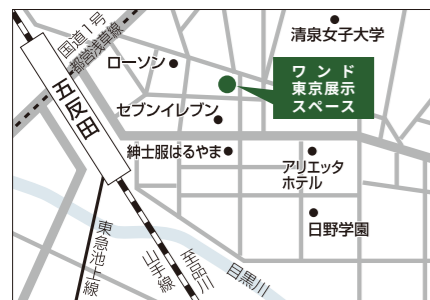 国道1号
都営浅草線
清泉女子大学
ローソン
ワンド
東京展示
スペース
五反田
セブンイレブン
紳士服はるやま
アリエッタ
ホテル
日野学園
東急池上線
山手線
至品川
目黒川